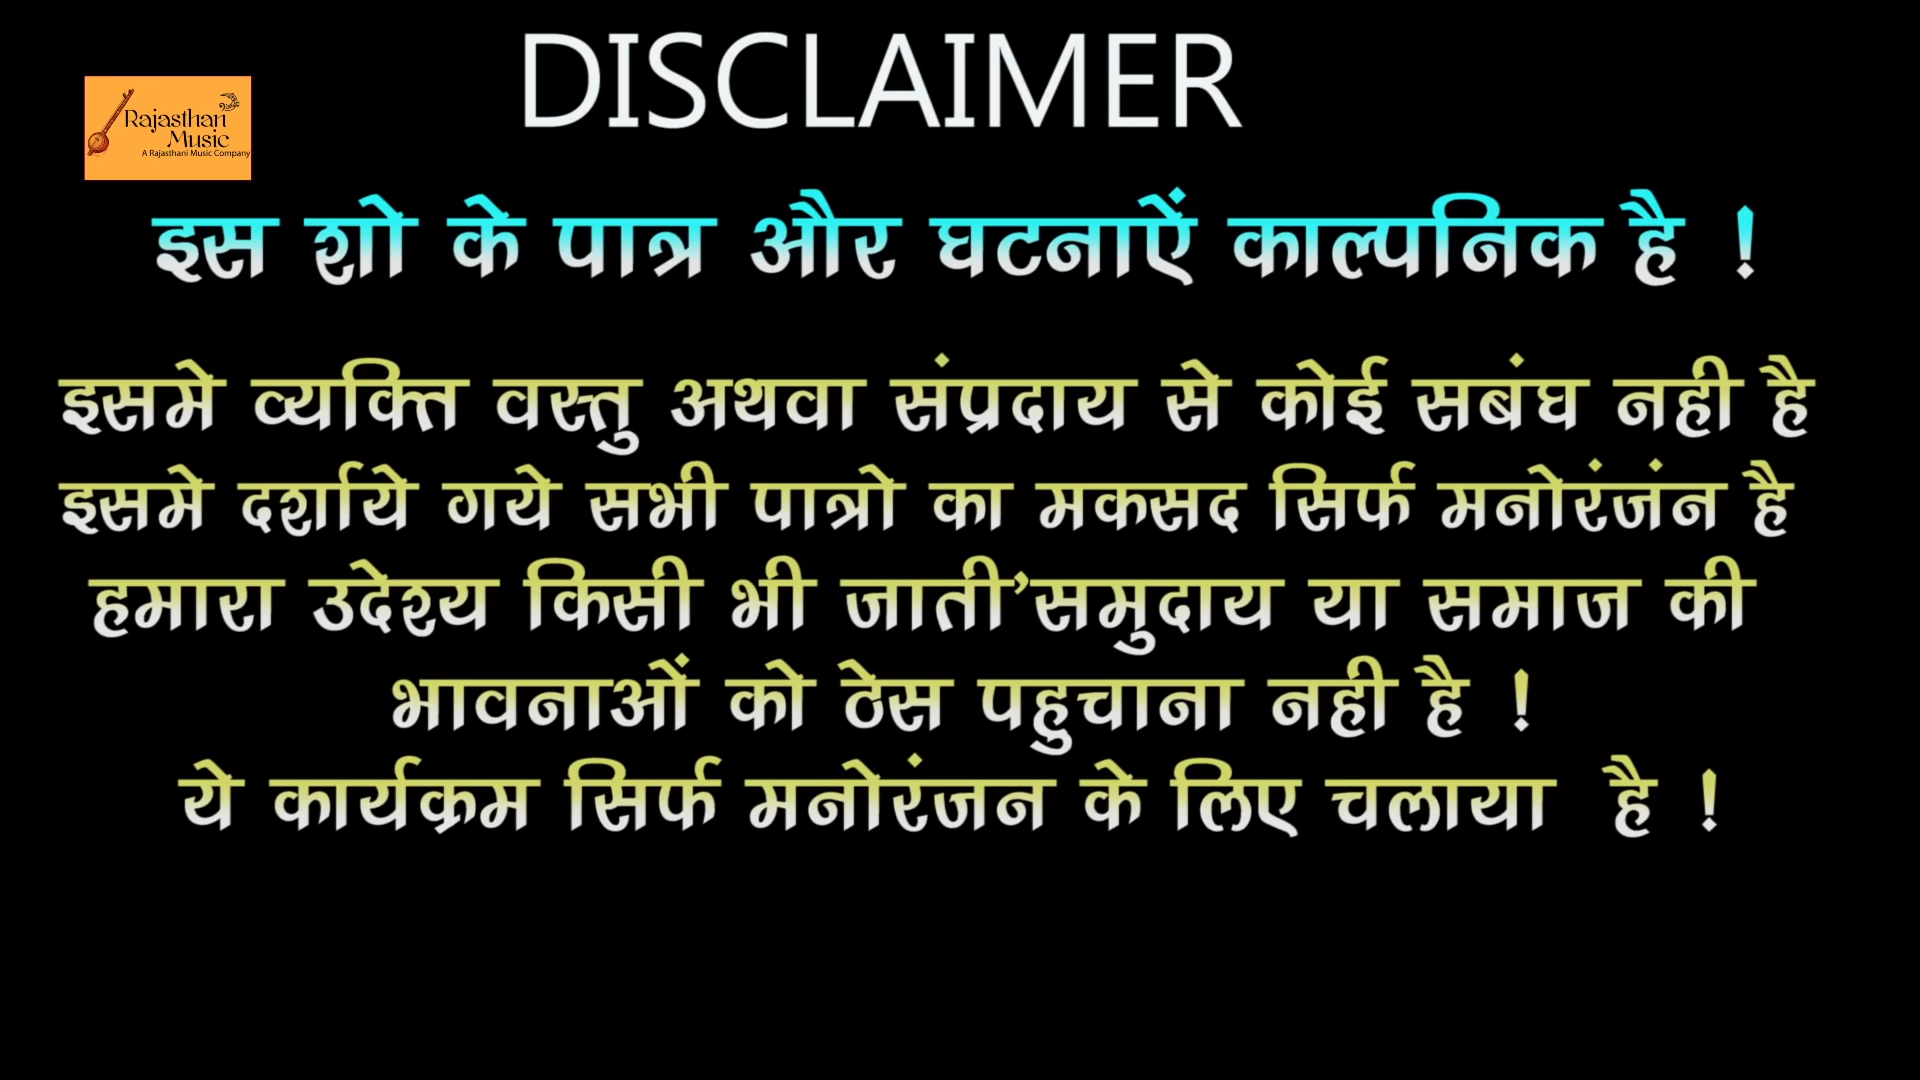 DISCLAIMER
Rajasthan
Music
A Rajasthani Music Company
इस शो के पात्र और घटनाऐं काल्पनिक है !
इसमे व्यक्ति वस्तु अथवा संप्रदाय से कोई सबंघ नही है
इसमे दर्शाये गये सभी पात्रो का मकसद सिर्फ मनोरंजंन है
हमारा उदेश्य किसी भी जाती’समुदाय या समाज की
भावनाओं को ठेस पहुचाना नही है !
ये कार्यक्रम सिर्फ मनोरंजन के लिए चलाया है !